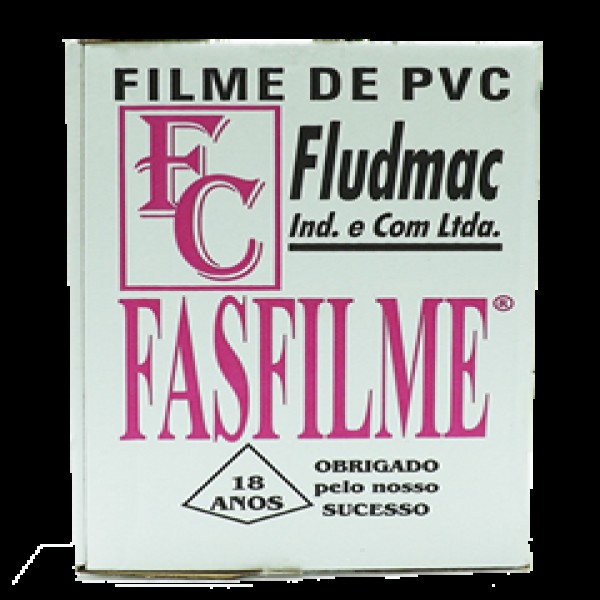 FILME DE PVC
FC
Fludmac
Ind. e Com Ltda.
FASFILME®
18
ANOS
OBRIGADO
pelo nosso
SUCESSO